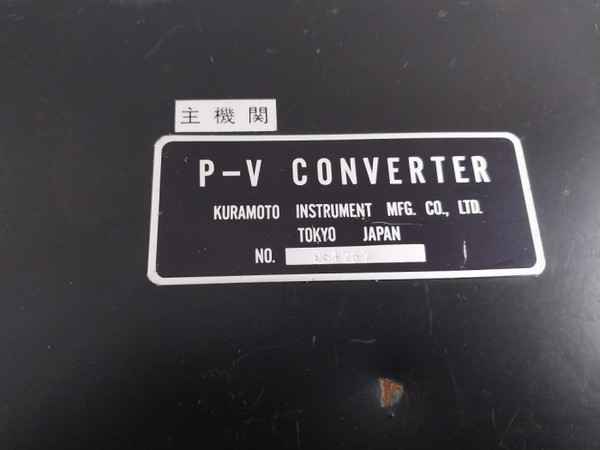 主機関
P-V CONVERTER
KURAMOTO INSTRUMENT MFG. CO., LTD.
TOKYO JAPAN
NO.